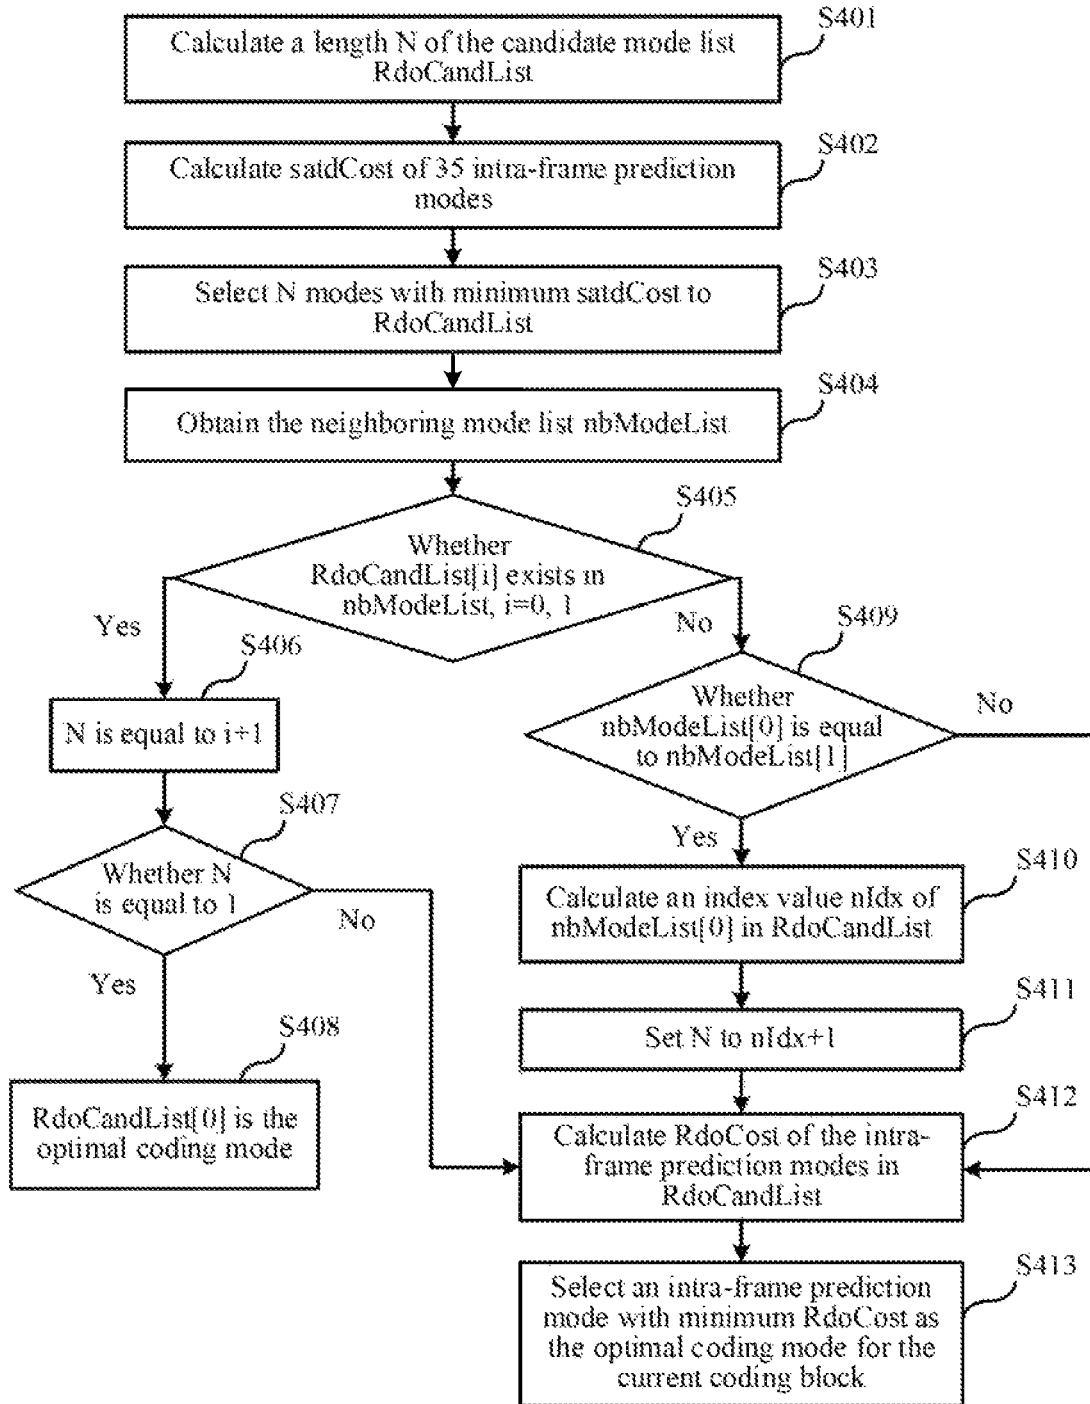 S401
Calculate a length N of the candidate mode list
RdoCandList
S402
Calculate satdCost of 35 intra-frame prediction
modes
S403
Select N modes with minimum satdCost to
RdoCandList
S404
Obtain the neighboring mode list nbModeList
S405
Whether
RdoCandList[i] exists in
nbModeList, i=0, 1
Yes
No
S406
N is equal to i+1
S409
Whether
nbModeList[0] is equal
to nbModeList[1]
No
Yes
S407
Whether N
is equal to 1
No
Yes
S410
Calculate an index value nIdx of
nbModeList[0] in RdoCandList
S411
Set N to nIdx+1
S408
RdoCandList[0] is the
optimal coding mode
S412
Calculate RdoCost of the intra-
frame prediction modes in
RdoCandList
S413
Select an intra-frame prediction
mode with minimum RdoCost as
the optimal coding mode for the
current coding block